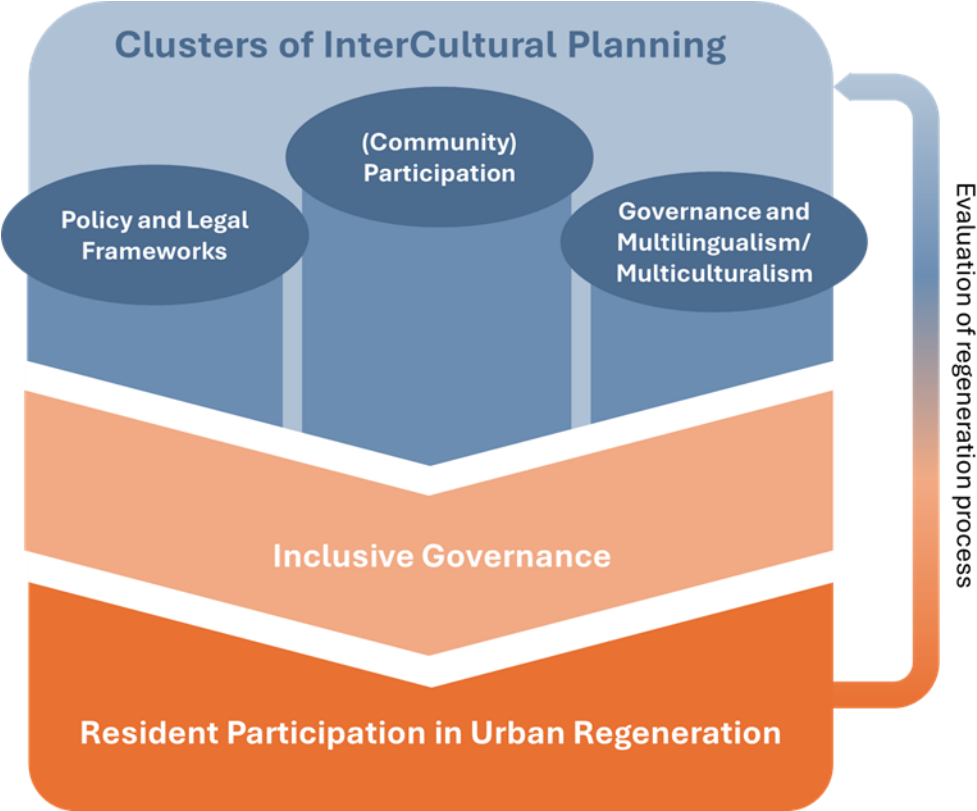 Clusters of InterCultural Planning
(Community)
Participation
Policy and Legal
Frameworks
Governance and
Multilingualism/
Multiculturalism
Inclusive Governance
Resident Participation in Urban Regeneration
Evaluation of regeneration process